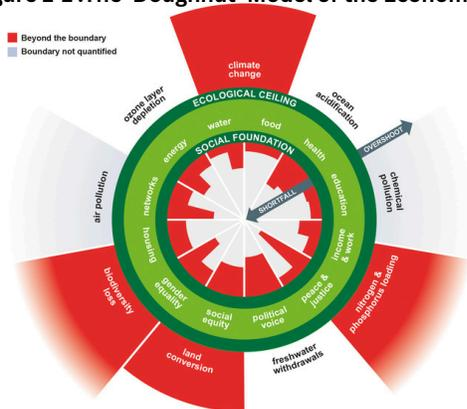 Beyond the boundary
Boundary not quantified
climate
change
ozone layer
depletion
ocean
acidification
ECOLOGICAL CEILING
water
food
energy
health
SOCIAL FOUNDATION
OVERSHOOT
SHORTFALL
air pollution
networks
education
chemical
pollution
housing
income
& work
gender
equality
peace &
justice
social
equity
political
voice
biodiversity
loss
nitrogen &
phosphorus loading
land
conversion
freshwater
withdrawals